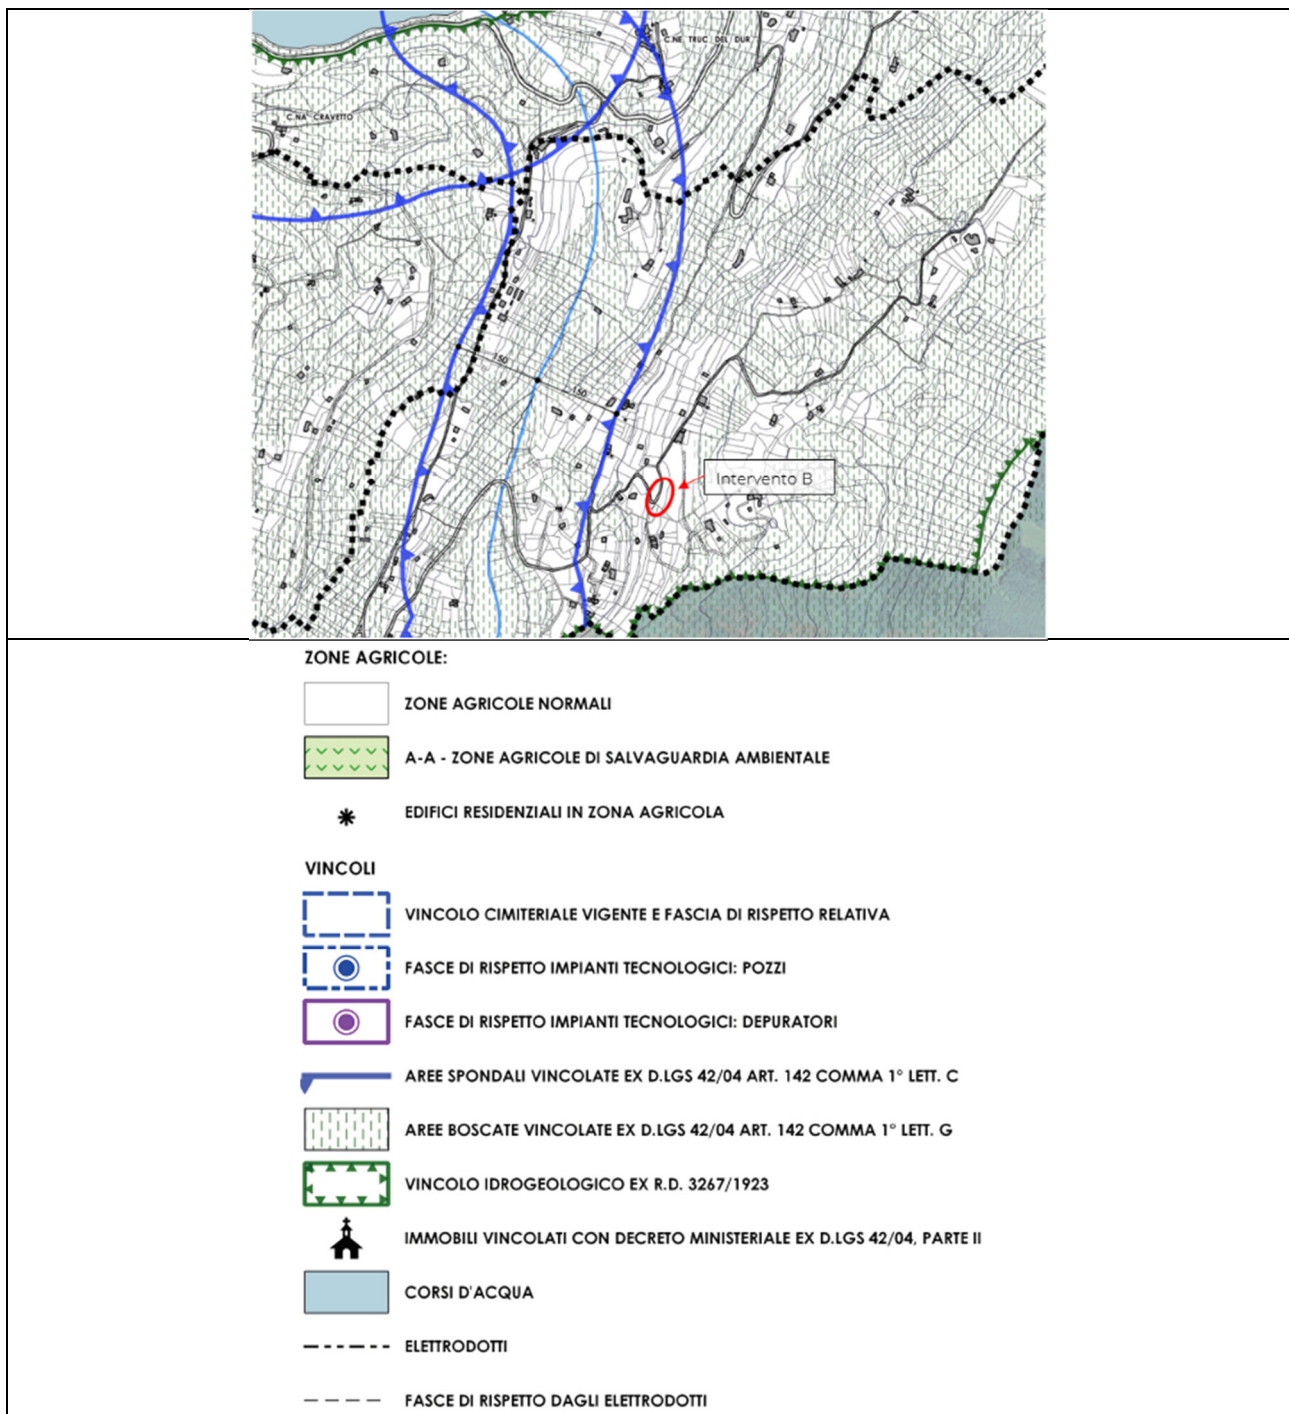 C.NE TRUC DEL DUR
C.NA' CRAVETTO
150
150
Intervento B
ZONE AGRICOLE:
ZONE AGRICOLE NORMALI
A-A - ZONE AGRICOLE DI SALVAGUARDIA AMBIENTALE
EDIFICI RESIDENZIALI IN ZONA AGRICOLA
VINCOLI
VINCOLO CIMITERIALE VIGENTE E FASCIA DI RISPETTO RELATIVA
FASCE DI RISPETTO IMPIANTI TECNOLOGICI: POZZI
FASCE DI RISPETTO IMPIANTI TECNOLOGICI: DEPURATORI
AREE SPONDALI VINCOLATE EX D.LGS 42/04 ART. 142 COMMA 1° LETT. C
AREE BOSCATE VINCOLATE EX D.LGS 42/04 ART. 142 COMMA 1° LETT. G
VINCOLO IDROGEOLOGICO EX R.D. 3267/1923
IMMOBILI VINCOLATI CON DECRETO MINISTERIALE EX D.LGS 42/04, PARTE II
CORSI D'ACQUA
ELETTRODOTTI
FASCE DI RISPETTO DAGLI ELETTRODOTTI